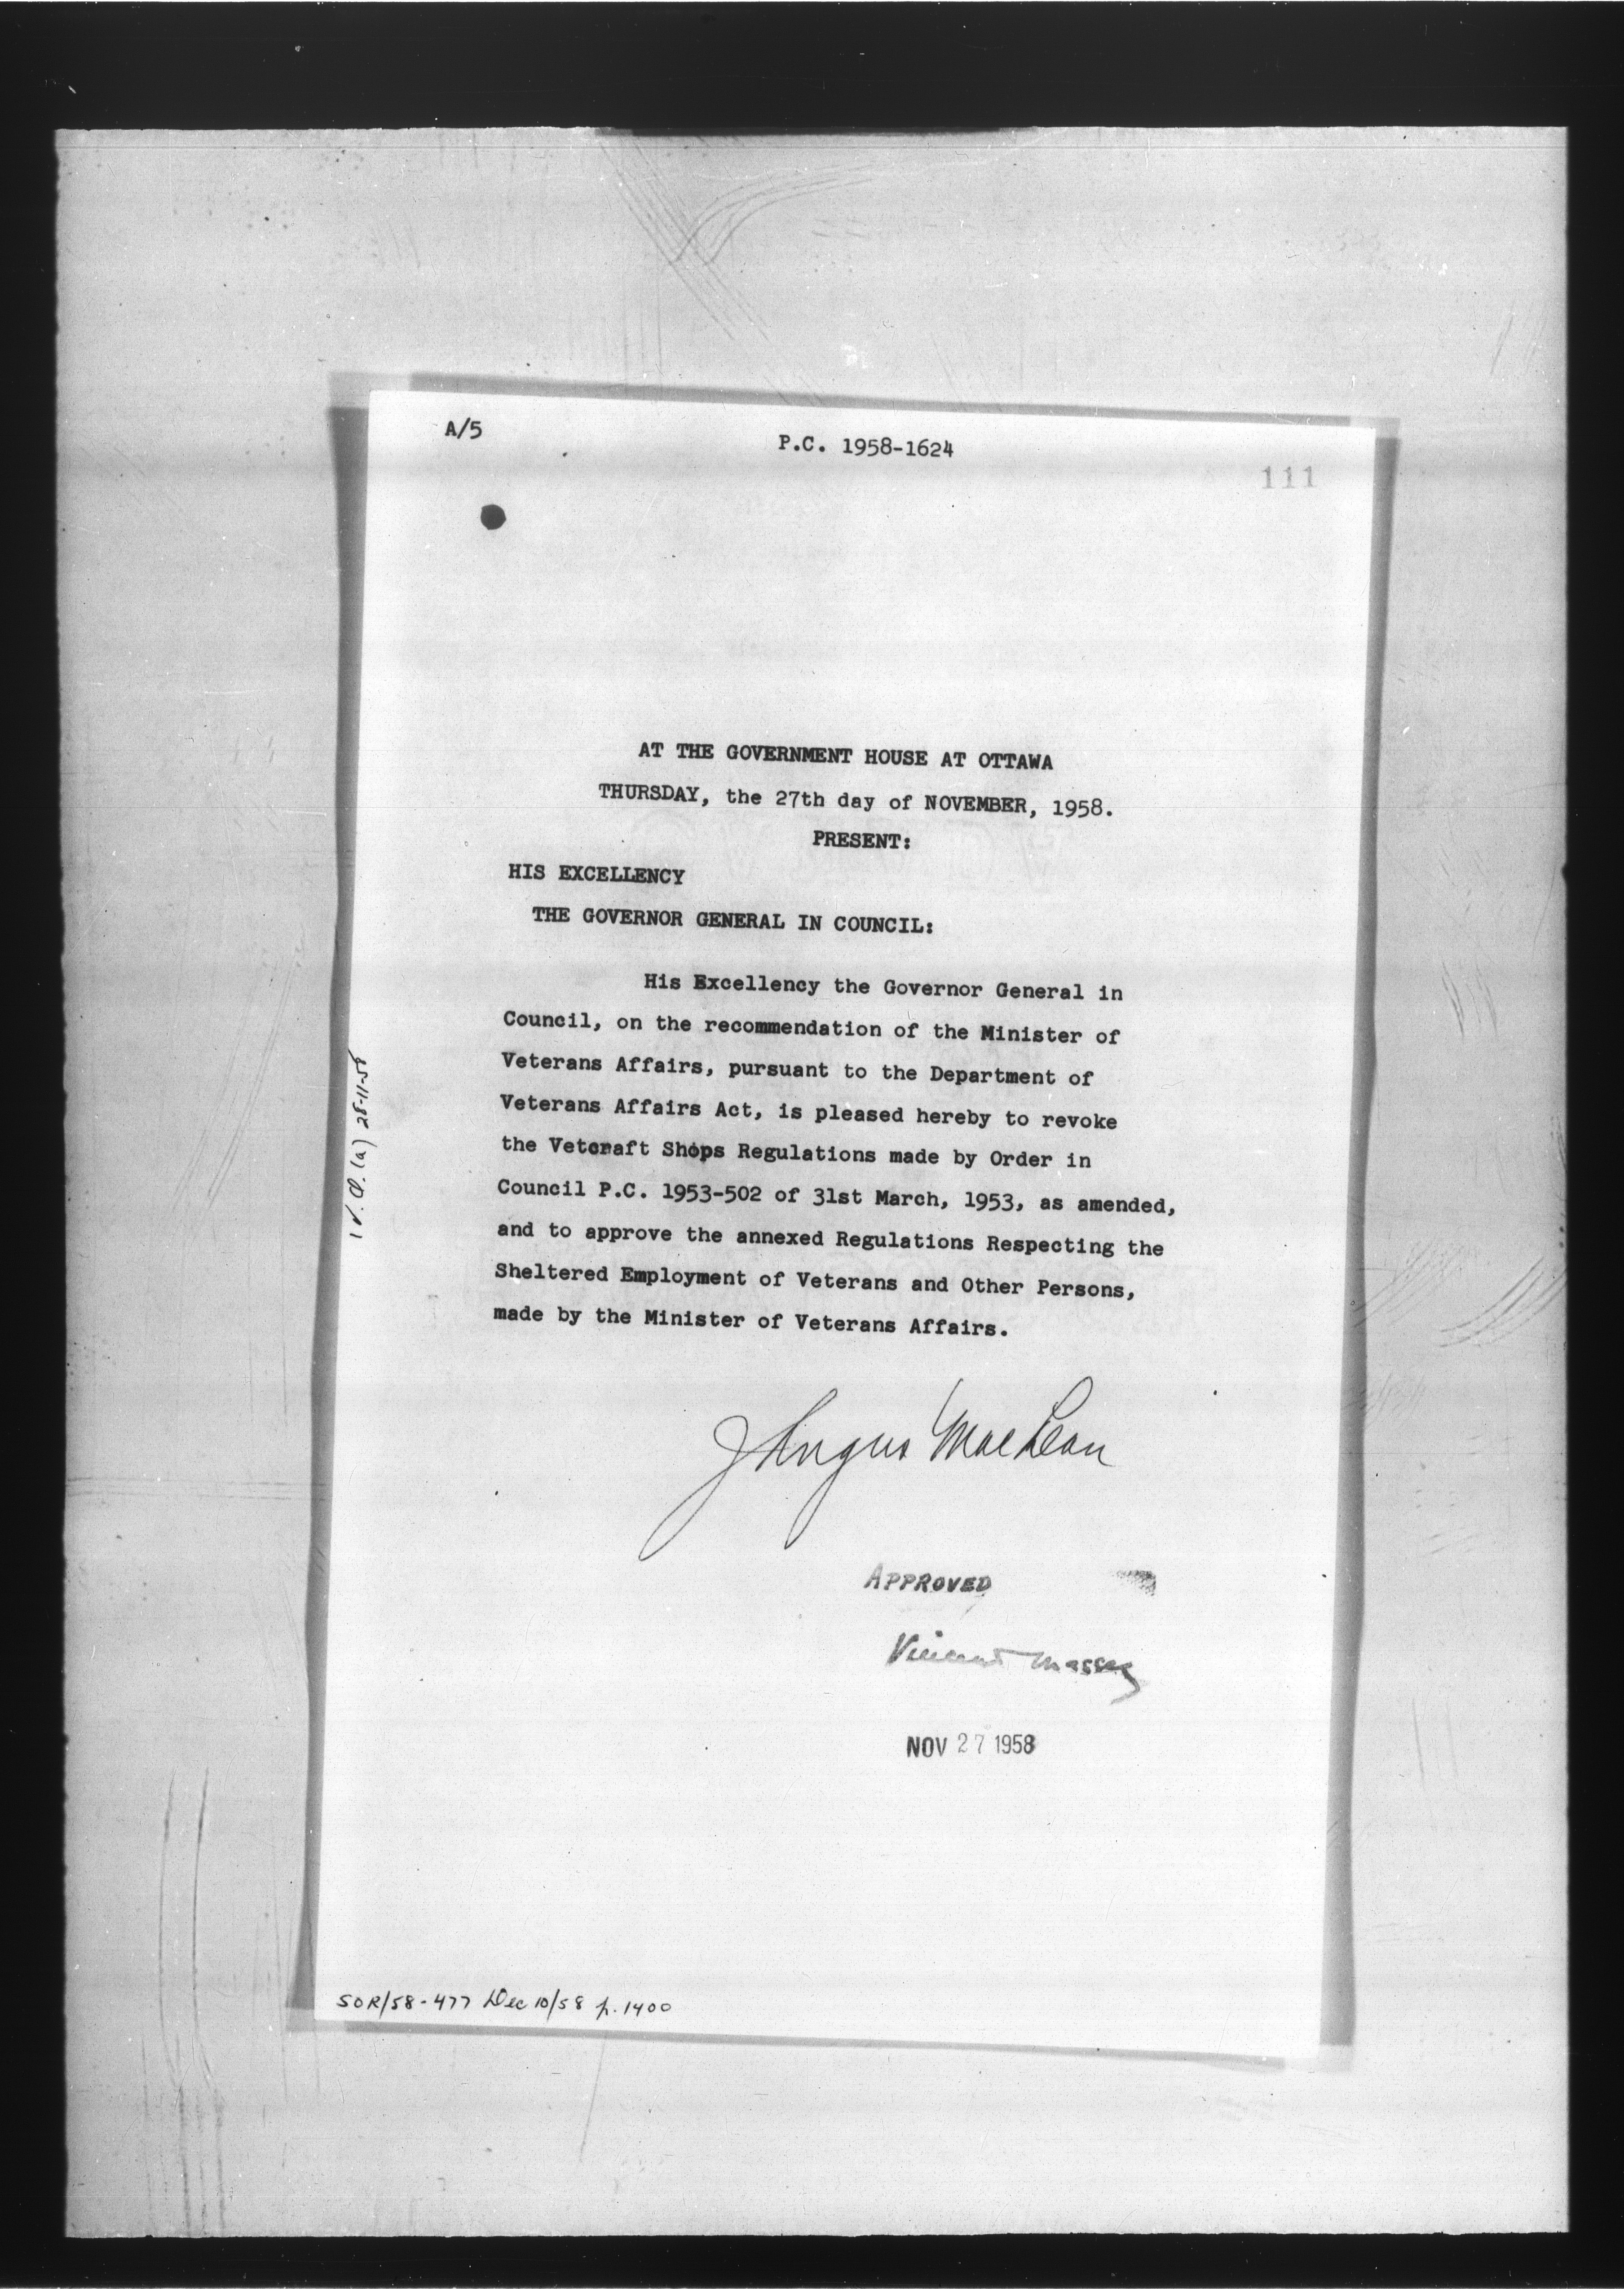 A/5
P.C. 1958-1624
111
AT THE GOVERNMENT HOUSE AT OTTAWA
THURSDAY, the 27th day of NOVEMBER, 1958.
PRESENT:
HIS EXCELLENCY
THE GOVERNOR GENERAL IN COUNCIL:
His Excellency the Governor General in
Council, on the recommendation of the Minister of
Veterans Affairs, pursuant to the Department of
Veterans Affairs Act, is pleased hereby to revoke
the Vetcraft Shops Regulations made by Order in
Council P.C. 1953-502 of 31st March, 1953, as amended,
and to approve the annexed Regulations Respecting the
Sheltered Employment of Veterans and Other Persons,
made by the Minister of Veterans Affairs.
J Angus MacLean
APPROVED
Vincent Massey
NOV 27 1958
(a) 28-11-58
SOR/58-477 Dec 10/58 p. 1400